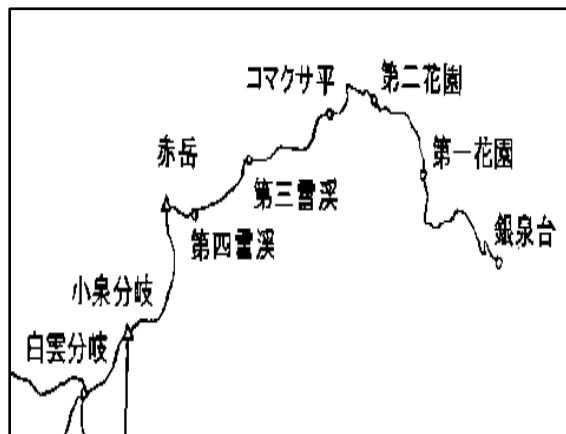 コマクサ平
第二花園
赤岳
第一花園
第三雪渓
第四雪渓
銀泉台
小泉分岐
白雲分岐